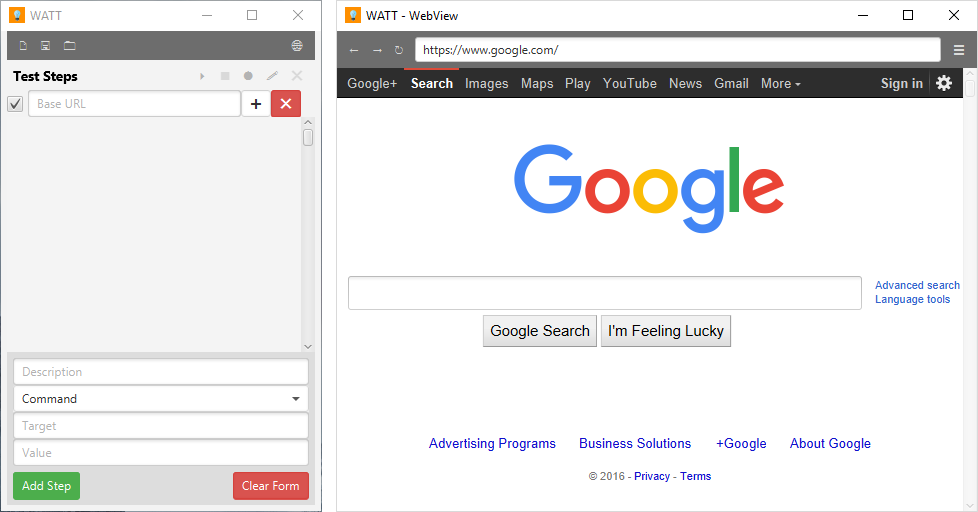 WATT
Test Steps
Base URL
Description
Command
Target
Value
Add Step Clear Form
WATT - WebView
https://www.google.com/
Google+ Search Images Maps Play YouTube News Gmail More Sign in
Google
Advanced search
Language tools
Google Search I'm Feeling Lucky
Advertising Programs Business Solutions +Google About Google
© 2016 - Privacy - Terms